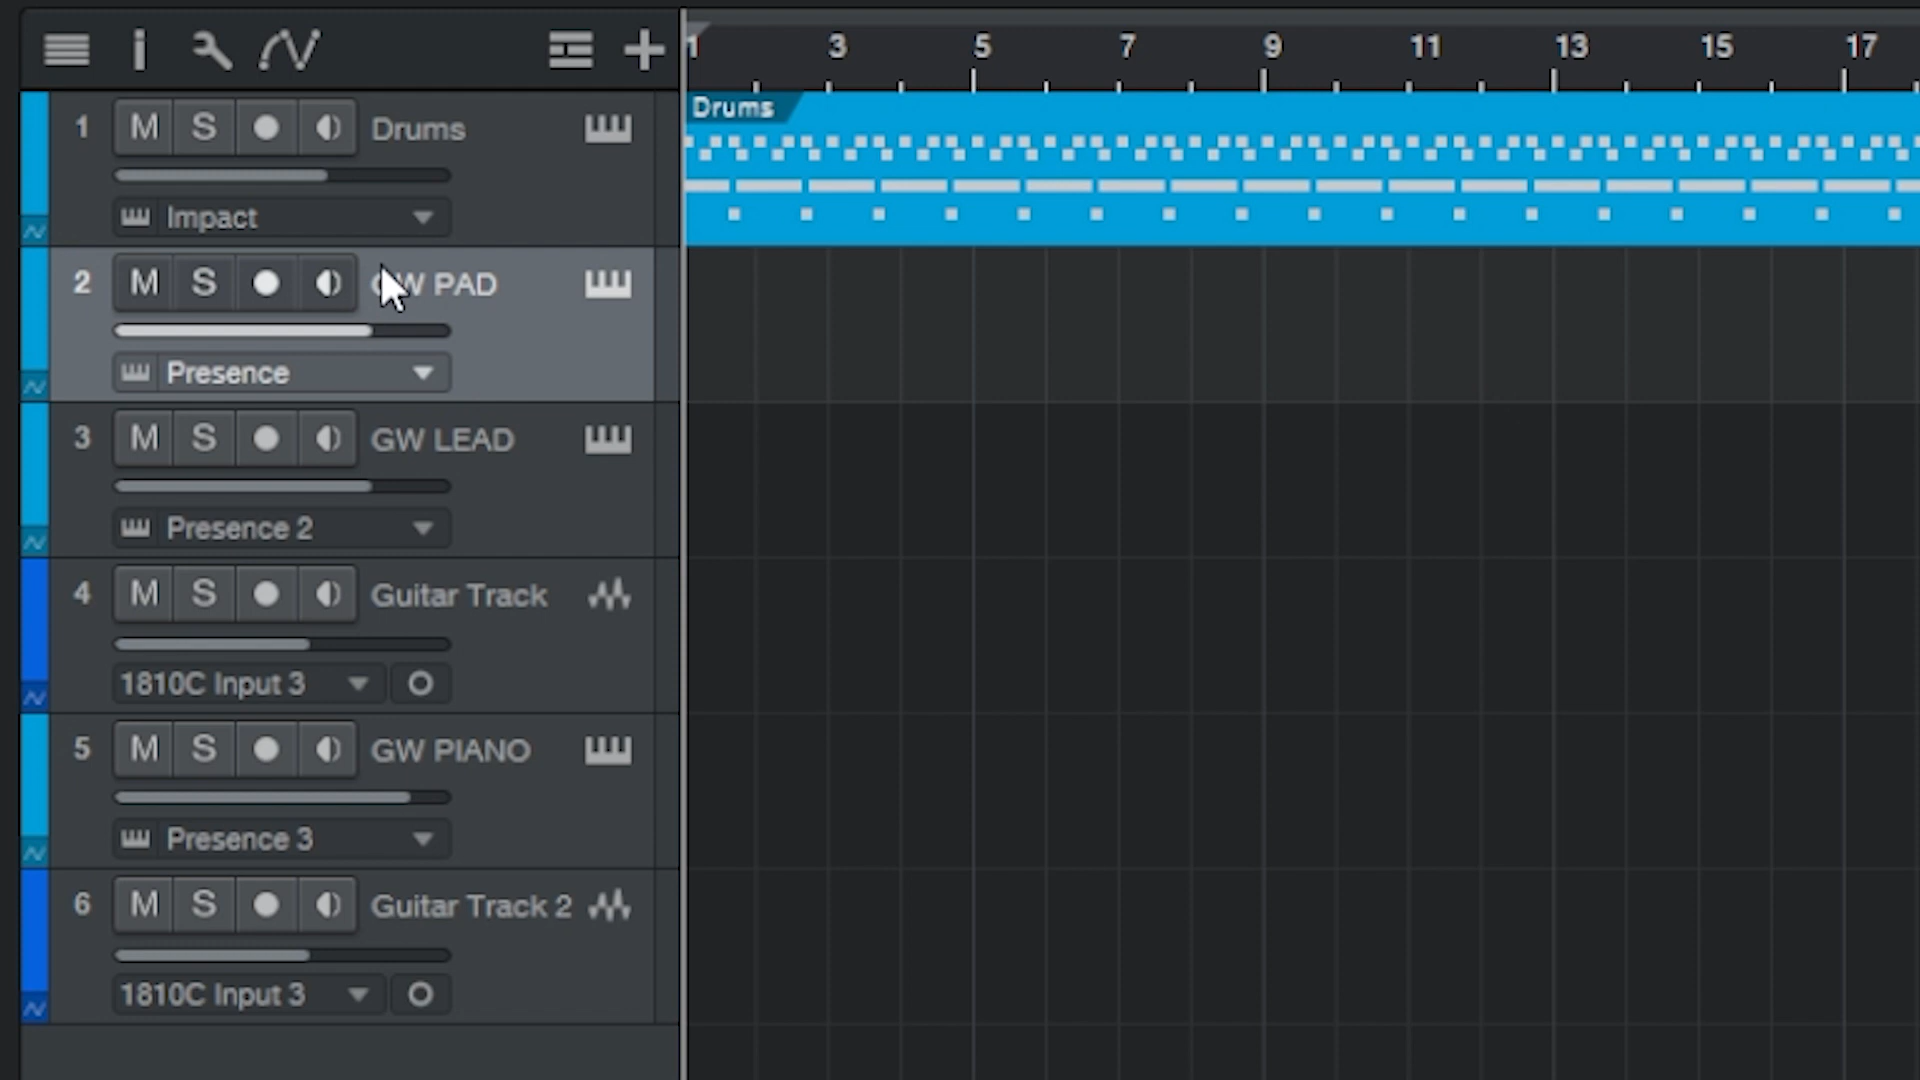 1 3 5 7 9 11 13 15 17
1 M S Drums
Impact
Drums
2 M S GW PAD
Presence
3 M S GW LEAD
Presence 2
4 M S Guitar Track
1810C Input 3
5 M S GW PIANO
Presence 3
6 M S Guitar Track 2
1810C Input 3